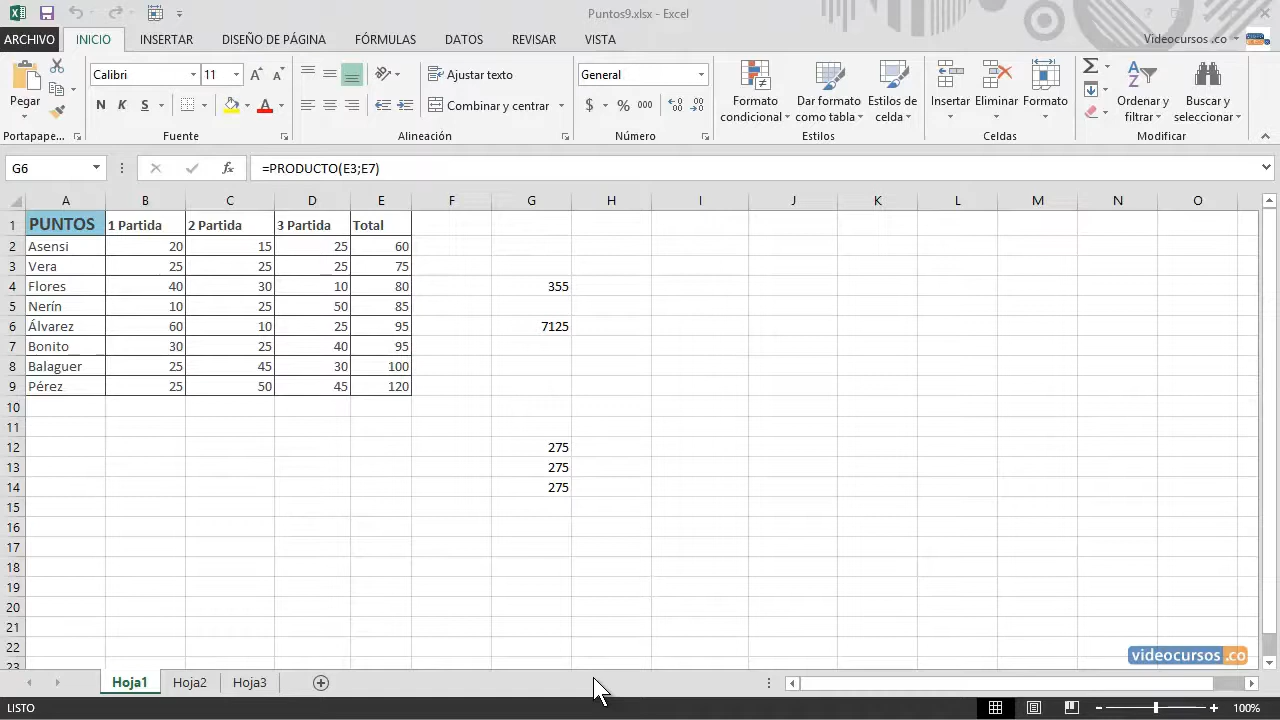 Puntos9.xlsx - Excel
ARCHIVO INICIO INSERTAR DISEÑO DE PÁGINA FÓRMULAS DATOS REVISAR VISTA Videocursos .co
Pegar
Calibri 11
N K S
Ajustar texto
Combinar y centrar
General
$ % 000
Formato condicional
Dar formato como tabla
Estilos de celda
Insertar
Eliminar
Formato
Ordenar y filtrar
Buscar y seleccionar
Portapape... Fuente Alineación Número Estilos Celdas Modificar
G6 fx =PRODUCTO(E3;E7)
A B C D E F G H I J K L M N O
1 PUNTOS 1 Partida 2 Partida 3 Partida Total
2 Asensi 20 15 25 60
3 Vera 25 25 25 75
4 Flores 40 30 10 80 355
5 Nerín 10 25 50 85
6 Álvarez 60 10 25 95 7125
7 Bonito 30 25 40 95
8 Balaguer 25 45 30 100
9 Pérez 25 50 45 120
10
11
12 275
13 275
14 275
15
16
17
18
19
20
21
22
23
videocursos .co
Hoja1 Hoja2 Hoja3
LISTO 100%